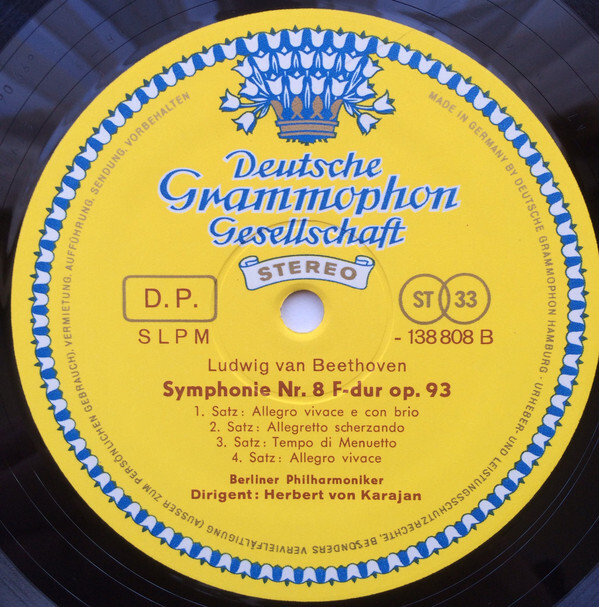 Deutsche
Grammophon
Gesellschaft
STEREO
D.P.
ST 33
SLPM
- 138 808 B
Ludwig van Beethoven
Symphonie Nr. 8 F-dur op. 93
1. Satz: Allegro vivace e con brio
2. Satz: Allegretto scherzando
3. Satz: Tempo di Menuetto
4. Satz: Allegro vivace
Berliner Philharmoniker
Dirigent: Herbert von Karajan
MADE IN GERMANY BY DEUTSCHE GRAMMOPHON HAMBURG · URHEBER- UND LEISTUNGSSCHUTZRECHTE, BESONDERS VERVIELFÄLTIGUNG (AUSSER ZUM PERSÖNLICHEN GEBRAUCH), VERMIETUNG, AUFFÜHRUNG, SENDUNG, VORBEHALTEN